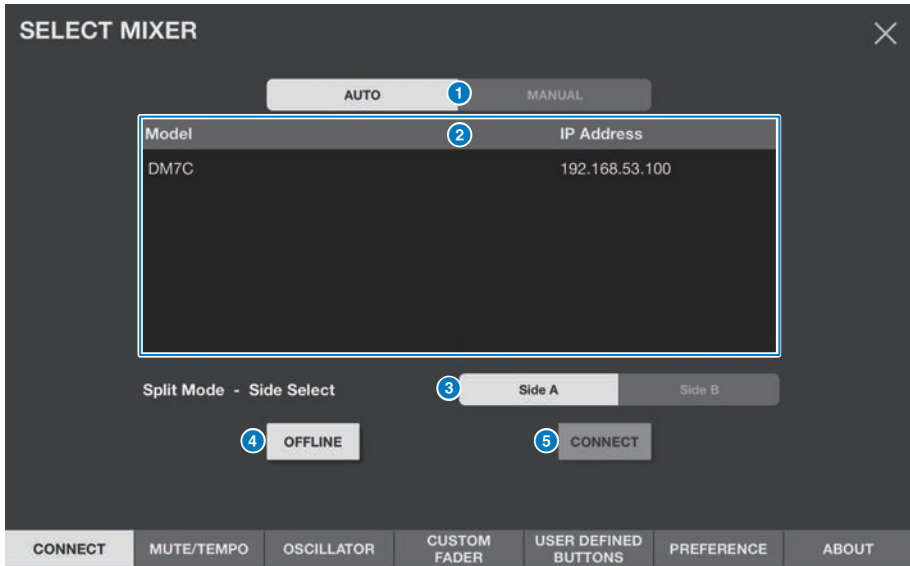 SELECT MIXER
AUTO 1 MANUAL
Model 2 IP Address
DM7C 192.168.53.100
Split Mode - Side Select 3 Side A Side B
4 OFFLINE 5 CONNECT
CONNECT MUTE/TEMPO OSCILLATOR CUSTOM FADER USER DEFINED BUTTONS PREFERENCE ABOUT